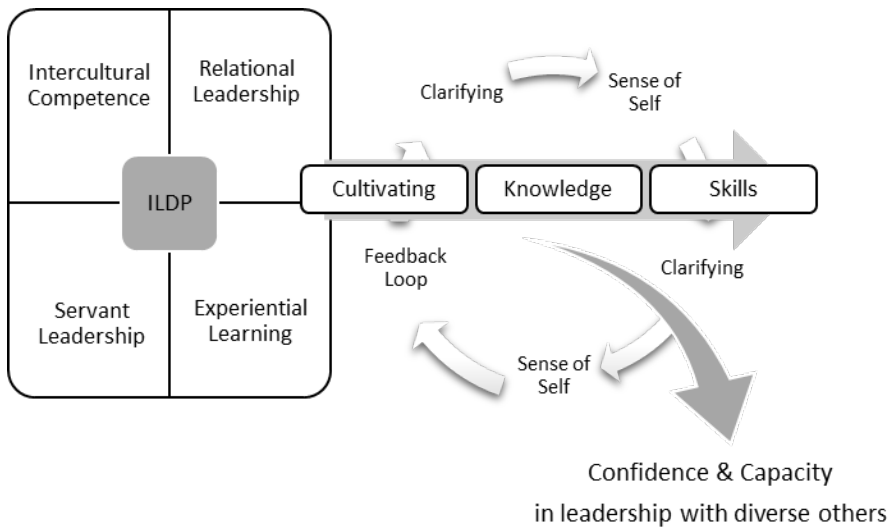 Intercultural
Competence
Relational
Leadership
ILDP
Servant
Leadership
Experiential
Learning
Clarifying
Sense of
Self
Cultivating
Knowledge
Skills
Feedback
Loop
Clarifying
Sense of
Self
Confidence & Capacity
in leadership with diverse others